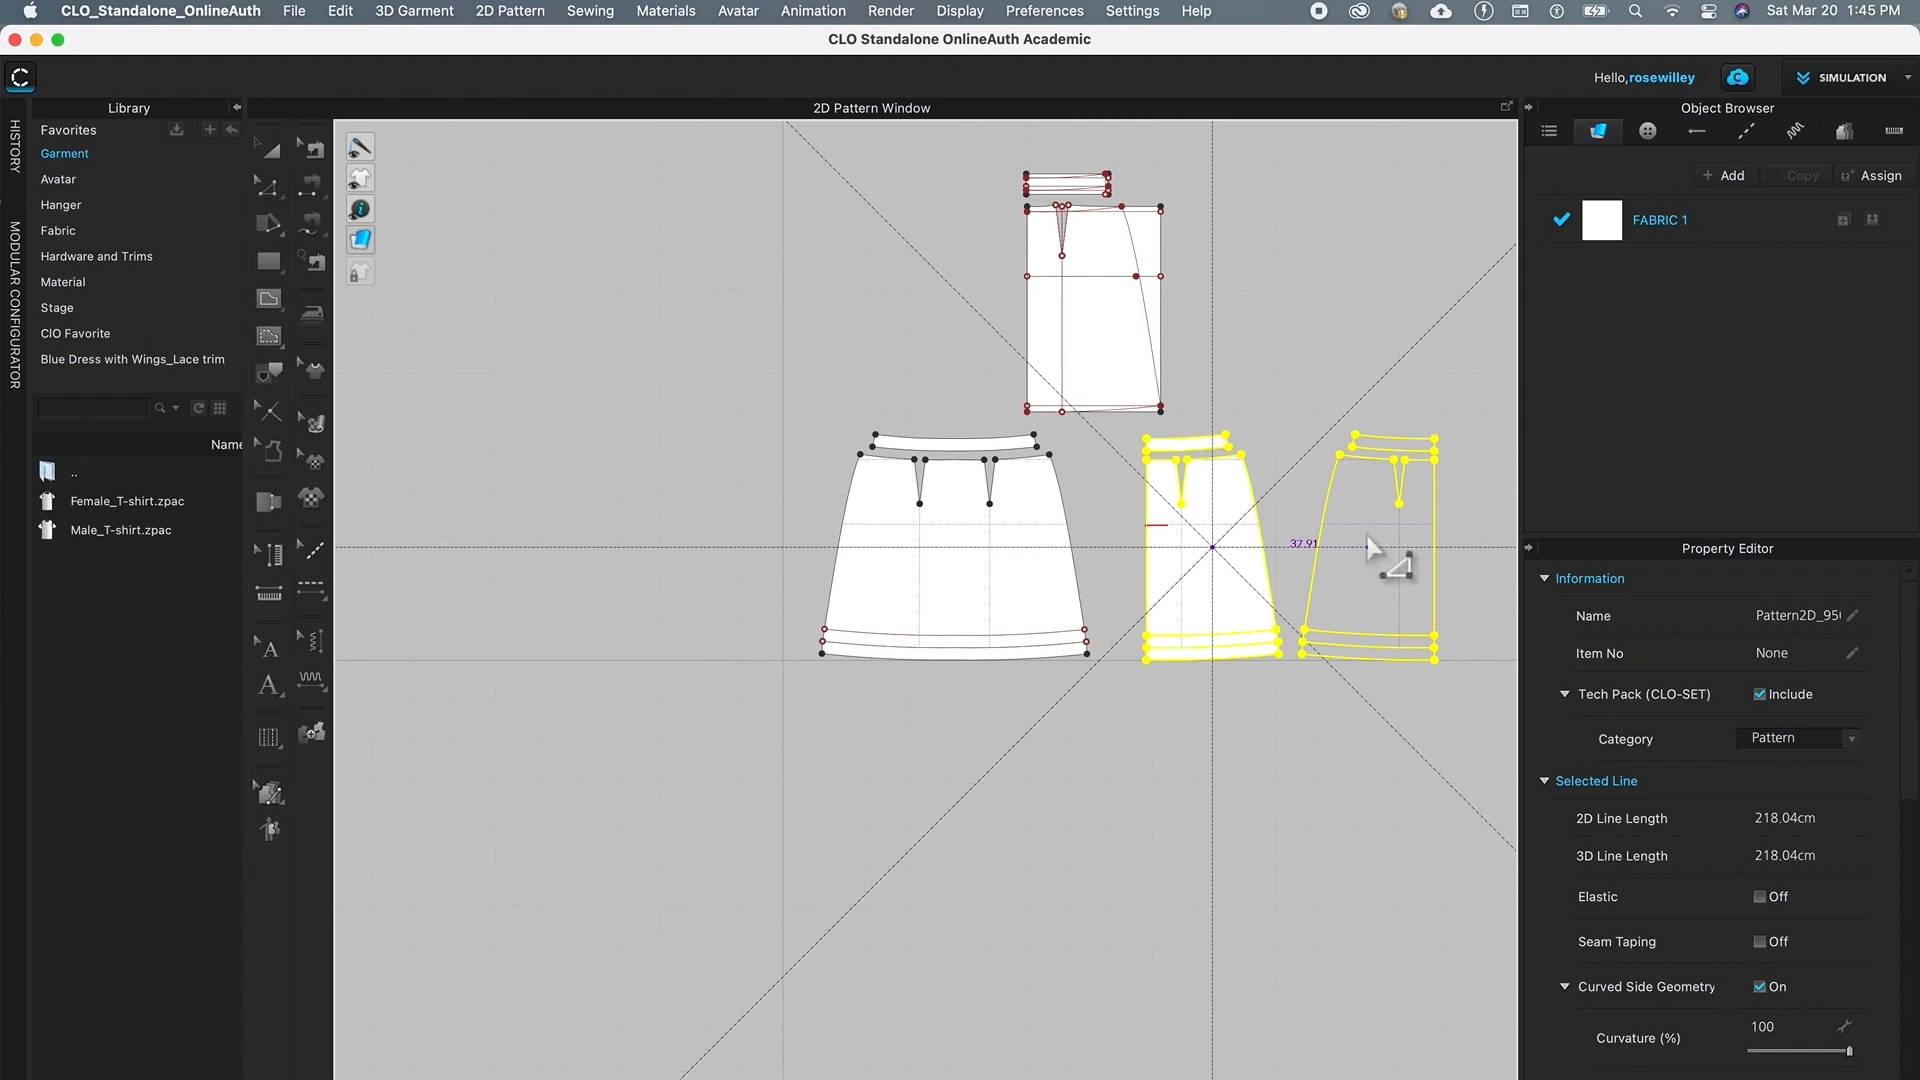 CLO_Standalone_OnlineAuth File Edit 3D Garment 2D Pattern Sewing Materials Avatar Animation Render Display Preferences Settings Help Sat Mar 20 1:45 PM
CLO Standalone OnlineAuth Academic
Hello,rosewilley
SIMULATION
HISTORY
MODULAR CONFIGURATOR
Library
Favorites
Garment
Avatar
Hanger
Fabric
Hardware and Trims
Material
Stage
ClO Favorite
Blue Dress with Wings_Lace trim
Name
..
Female_T-shirt.zpac
Male_T-shirt.zpac
2D Pattern Window
37.91
Object Browser
+ Add
Copy
Assign
FABRIC 1
Property Editor
Information
Name Pattern2D_95
Item No None
Tech Pack (CLO-SET) Include
Category Pattern
Selected Line
2D Line Length 218.04cm
3D Line Length 218.04cm
Elastic Off
Seam Taping Off
Curved Side Geometry On
Curvature (%) 100